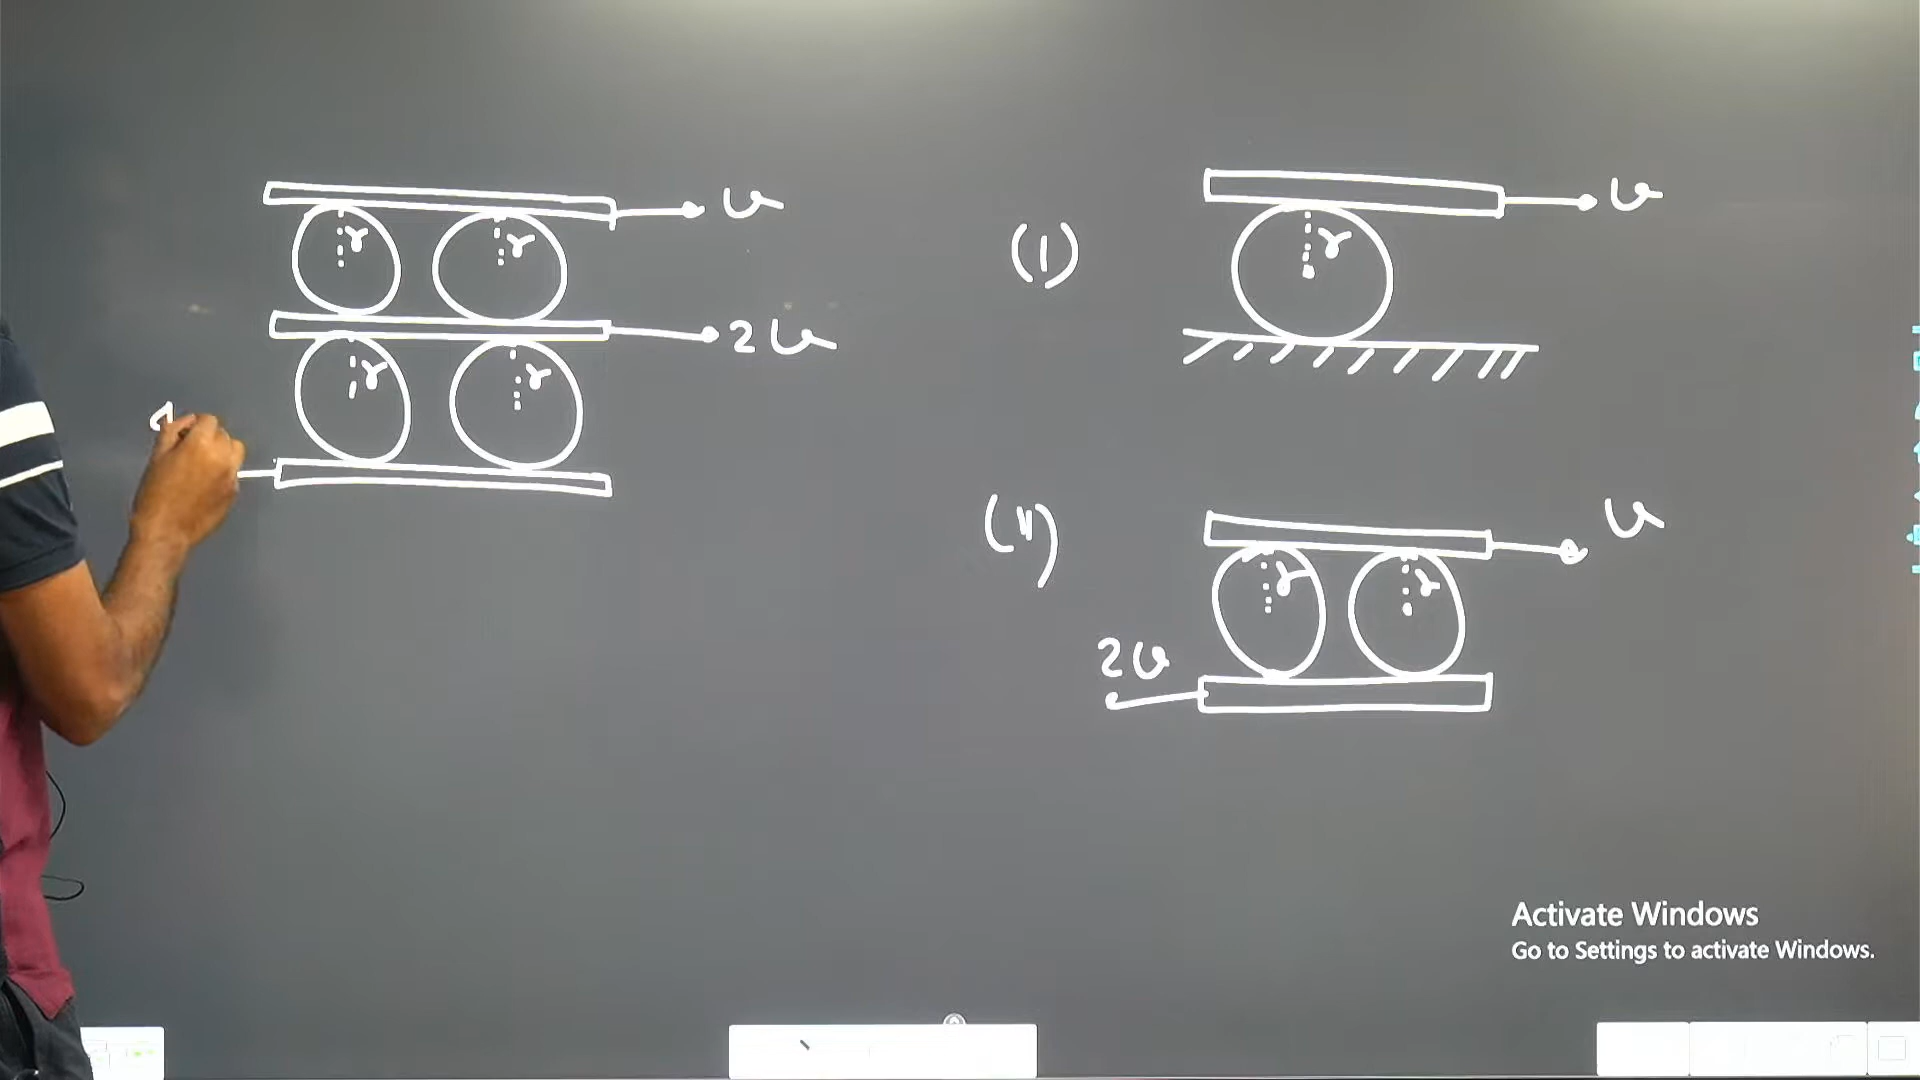 v
r r
2v
r r
(I)
r
v
(II)
v
r r
2v
Activate Windows
Go to Settings to activate Windows.